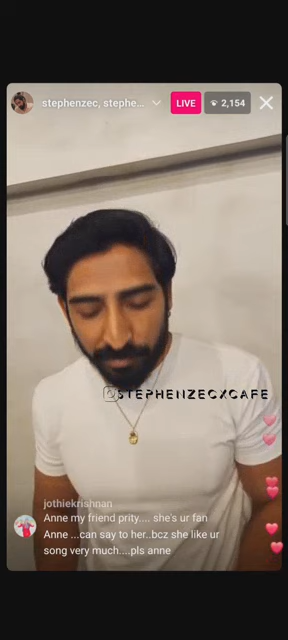 stephenzec, stephe...
LIVE
2,154
STEPHENZECXCAFE
jothiekrishnan
Anne my friend prity.... she's ur fan
Anne ...can say to her..bcz she like ur
song very much....pls anne